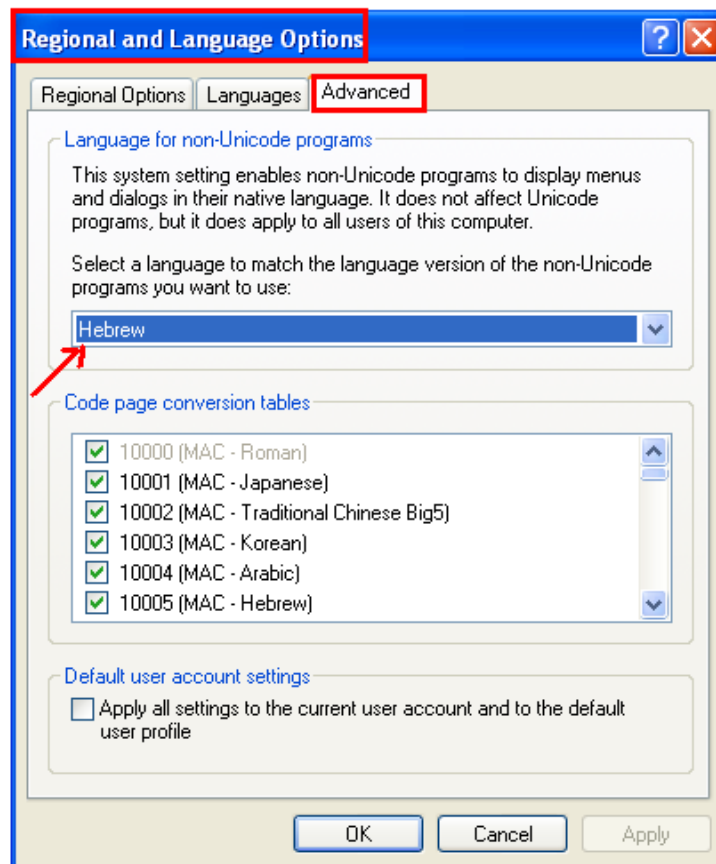 Regional and Language Options
Regional Options Languages Advanced
Language for non-Unicode programs
This system setting enables non-Unicode programs to display menus
and dialogs in their native language. It does not affect Unicode
programs, but it does apply to all users of this computer.
Select a language to match the language version of the non-Unicode
programs you want to use:
Hebrew
Code page conversion tables
10000 (MAC - Roman)
10001 (MAC - Japanese)
10002 (MAC - Traditional Chinese Big5)
10003 (MAC - Korean)
10004 (MAC - Arabic)
10005 (MAC - Hebrew)
Default user account settings
Apply all settings to the current user account and to the default
user profile
OK Cancel Apply